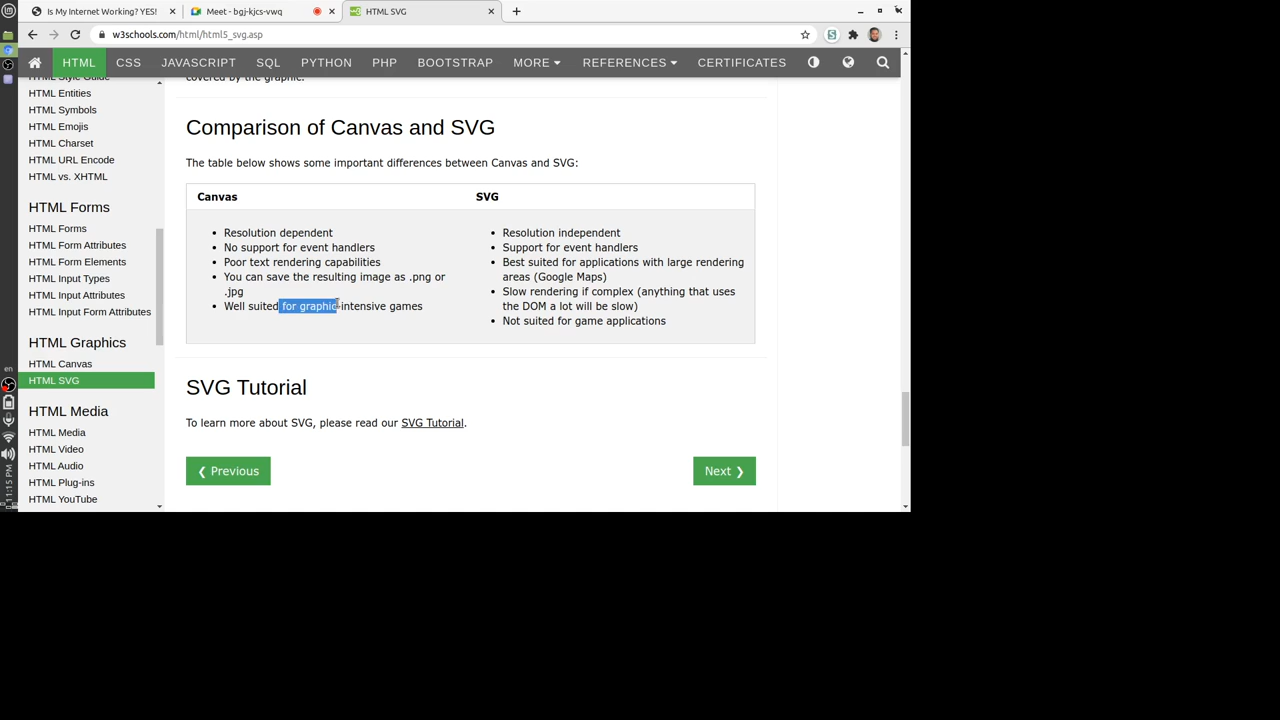 Is My Internet Working? YES!
Meet - bgj-kjcs-vwq
HTML SVG
w3schools.com/html/html5_svg.asp
HTML CSS JAVASCRIPT SQL PYTHON PHP BOOTSTRAP MORE REFERENCES CERTIFICATES
HTML Style Guide
HTML Entities
HTML Symbols
HTML Emojis
HTML Charset
HTML URL Encode
HTML vs. XHTML
HTML Forms
HTML Forms
HTML Form Attributes
HTML Form Elements
HTML Input Types
HTML Input Attributes
HTML Input Form Attributes
HTML Graphics
HTML Canvas
HTML SVG
HTML Media
HTML Media
HTML Video
HTML Audio
HTML Plug-ins
HTML YouTube
covered by the graphic.
Comparison of Canvas and SVG
The table below shows some important differences between Canvas and SVG:
Canvas
Resolution dependent
No support for event handlers
Poor text rendering capabilities
You can save the resulting image as .png or
.jpg
Well suited for graphic-intensive games
SVG
Resolution independent
Support for event handlers
Best suited for applications with large rendering
areas (Google Maps)
Slow rendering if complex (anything that uses
the DOM a lot will be slow)
Not suited for game applications
SVG Tutorial
To learn more about SVG, please read our SVG Tutorial.
❮ Previous
Next ❯
en
11:15 PM